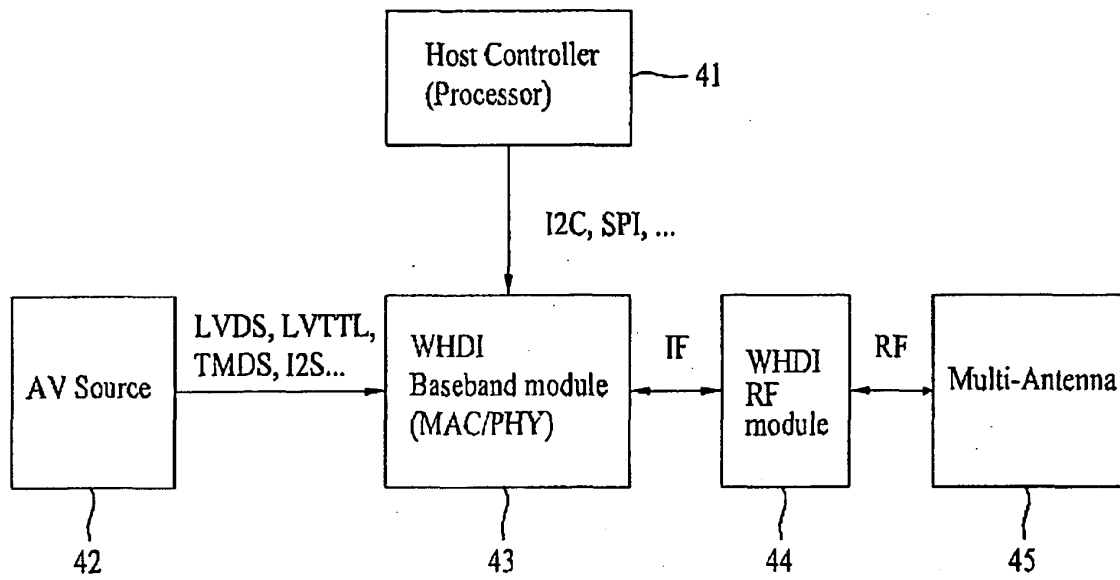 Host Controller
(Processor)
41
I2C, SPI, ...
LVDS, LVTTL,
TMDS, I2S...
AV Source
WHDI
Baseband module
(MAC/PHY)
IF
WHDI
RF
module
RF
Multi-Antenna
42
43
44
45